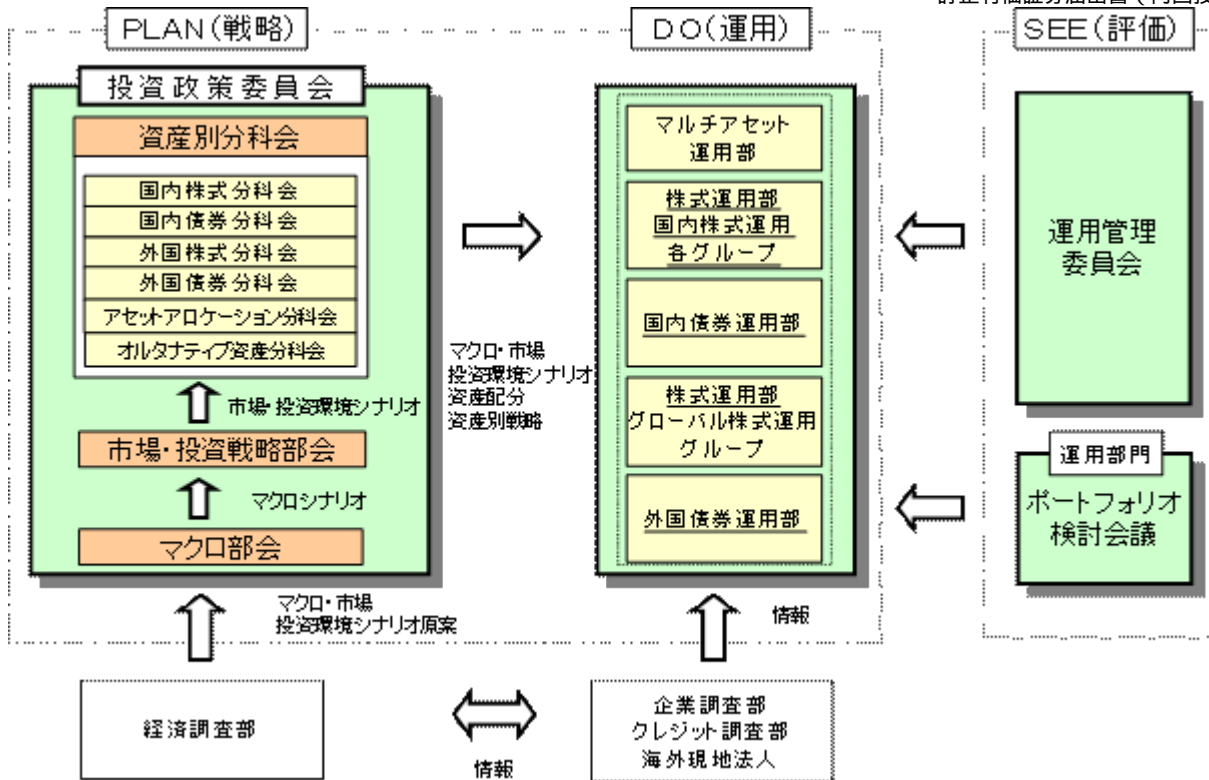 PLAN(戦略)
投資政策委員会
資産別分科会
国内株式分科会
国内債券分科会
外国株式分科会
外国債券分科会
アセットアロケーション分科会
オルタナティブ資産分科会
市場・投資環境シナリオ
市場・投資戦略部会
マクロシナリオ
マクロ部会
マクロ・市場
投資環境シナリオ原案
経済調査部
マクロ・市場
投資環境シナリオ
資産配分
資産別戦略
情報
DO(運用)
マルチアセット
運用部
株式運用部
国内株式運用
各グループ
国内債券運用部
株式運用部
グローバル株式運用
グループ
外国債券運用部
情報
企業調査部
クレジット調査部
海外現地法人
SEE(評価)
運用管理
委員会
運用部門
ポートフォリオ
検討会議